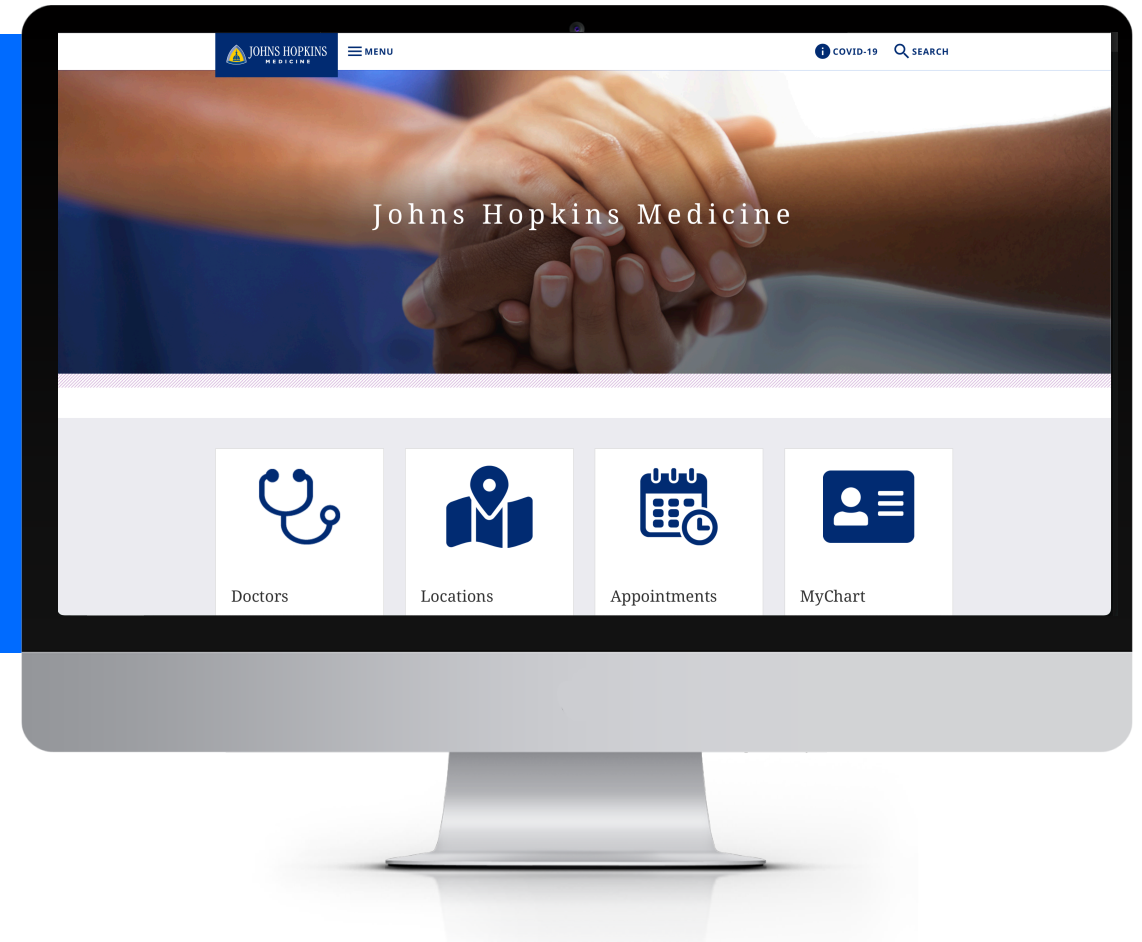 JOHNS HOPKINS
MEDICINE
MENU
COVID-19
SEARCH
Johns Hopkins Medicine
Doctors
Locations
Appointments
MyChart